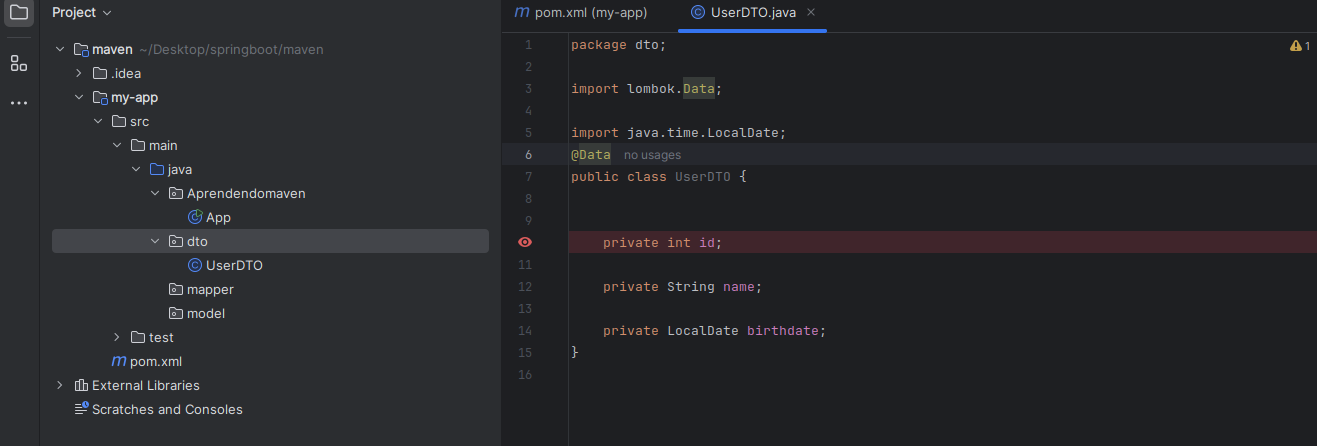 Project
maven ~/Desktop/springboot/maven
.idea
my-app
src
main
java
Aprendendomaven
App
dto
UserDTO
mapper
model
test
pom.xml
External Libraries
Scratches and Consoles
pom.xml (my-app)
UserDTO.java
1 package dto;
1
2
3 import lombok.Data;
4
5 import java.time.LocalDate;
6 @Data no usages
7 public class UserDTO {
8
9
private int id;
11
12 private String name;
13
14 private LocalDate birthdate;
15 }
16